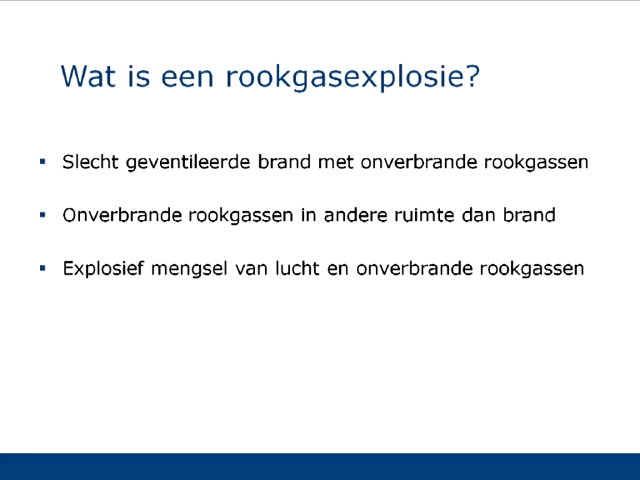 Wat is een rookgasexplosie?
▪ Slecht geventileerde brand met onverbrande rookgassen
▪ Onverbrande rookgassen in andere ruimte dan brand
▪ Explosief mengsel van lucht en onverbrande rookgassen